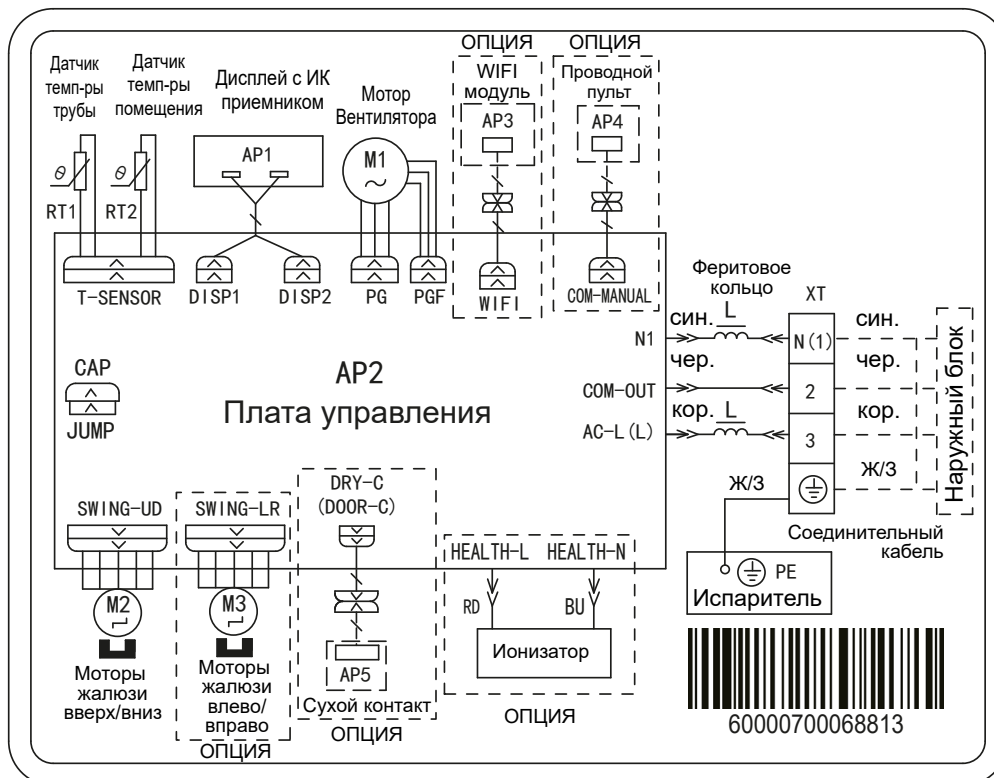 Датчик
темп-ры
трубы
Датчик
темп-ры
помещения
Дисплей с ИК
приемником
Мотор
Вентилятора
ОПЦИЯ
WIFI
модуль
ОПЦИЯ
Проводной
пульт
AP1
M1
AP3
AP4
θ
θ
RT1
RT2
T-SENSOR
DISP1
DISP2
PG
PGF
WIFI
COM-MANUAL
Феритовое
кольцо
XT
син.
L
син.
N1
N(1)
чер.
чер.
COM-OUT
2
кор.
L
кор.
AC-L(L)
3
Ж/З
Ж/З
Наружный блок
Соединительный
кабель
CAP
JUMP
AP2
Плата управления
SWING-UD
SWING-LR
DRY-C
(DOOR-C)
HEALTH-L
HEALTH-N
RD
BU
M2
M3
AP5
Ионизатор
PE
Испаритель
Моторы
жалюзи
вверх/вниз
Моторы
жалюзи
влево/
вправо
ОПЦИЯ
Сухой контакт
ОПЦИЯ
ОПЦИЯ
60000700068813